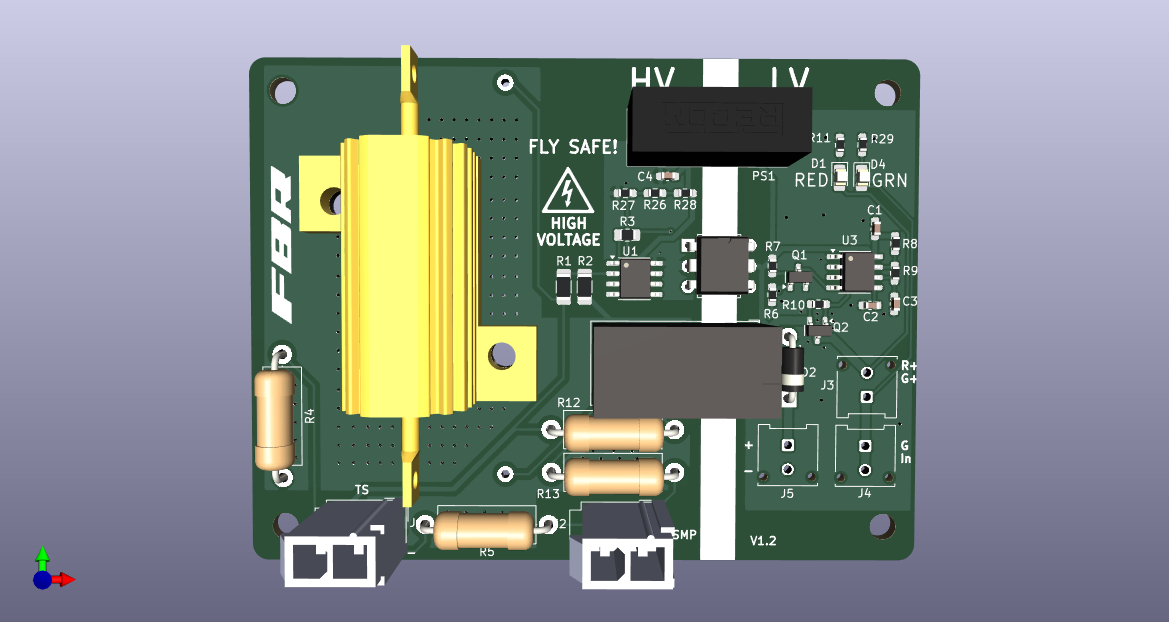 HV LV
RECOM
FLY SAFE!
HIGH
VOLTAGE
FBR
C4
R27 R26 R28
R3
U1
R1 R2
PS1
R11 R29
D1 D4
RED GRN
C1
U3
R8
R7
Q1
R9
R6
R10
C2
C3
Q2
D2
J3
R+
G+
R4
R12
R13
+
-
J5
G
In
J4
TS
J
R5
2
SMP
V1.2